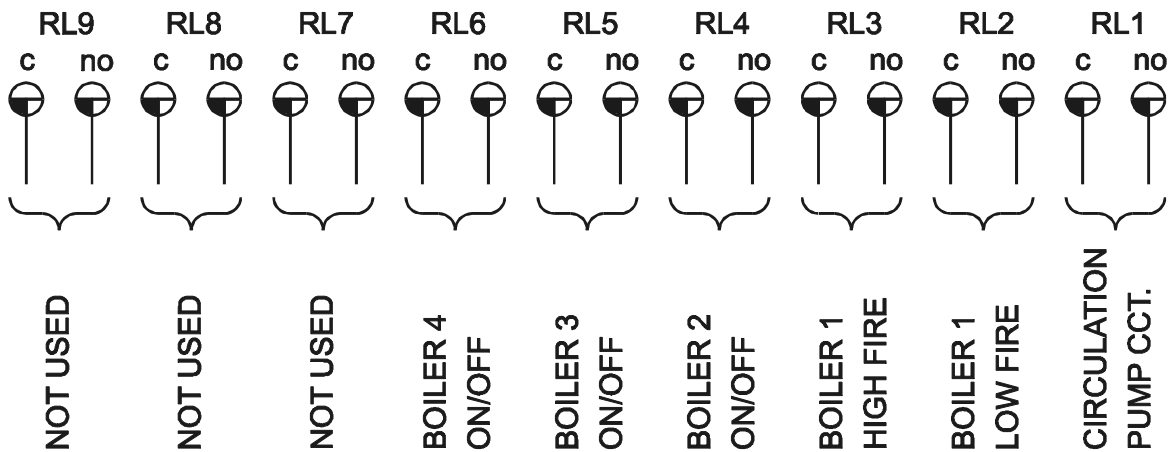 RL9 RL8 RL7 RL6 RL5 RL4 RL3 RL2 RL1
c no c no c no c no c no c no c no c no c no
NOT USED
NOT USED
NOT USED
BOILER 4
ON/OFF
BOILER 3
ON/OFF
BOILER 2
ON/OFF
BOILER 1
HIGH FIRE
BOILER 1
LOW FIRE
CIRCULATION
PUMP CCT.